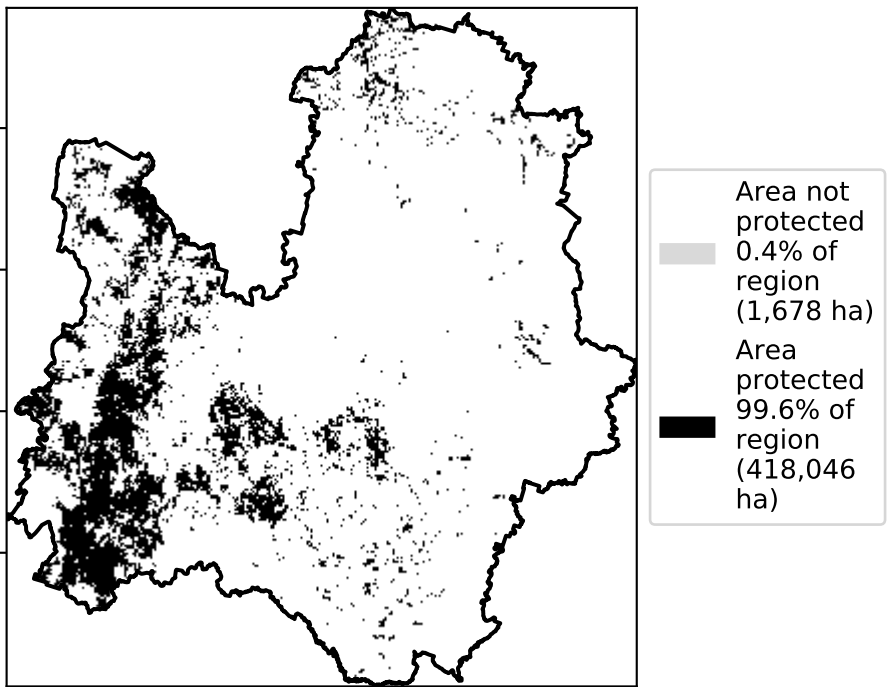 Area not
protected
0.4% of
region
(1,678 ha)
Area
protected
99.6% of
region
(418,046
ha)